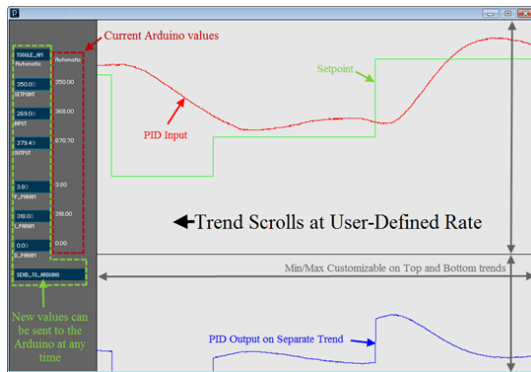 Current Arduino values
TOGGLE_AM
Automatic
Automatic
350.00
350.00
SETPOINT
Setpoint
PID Input
269.00
368.00
INPUT
379.40
670.70
OUTPUT
3.80
3.80
P_PARAM
318.00
318.00
I_PARAM
0.00
0.00
D_PARAM
Trend Scrolls at User-Defined Rate
SEND_TO_ARDUINO
Min/Max Customizable on Top and Bottom trends
New values can
be sent to the
Arduino at any
time
PID Output on Separate Trend